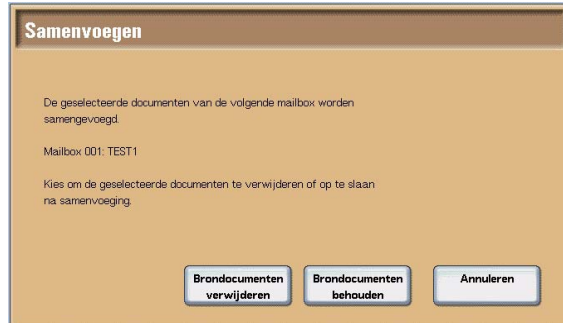 Samenvoegen
De geselecteerde documenten van de volgende mailbox worden
samengevoegd.
Mailbox 001: TEST1
Kies om de geselecteerde documenten te verwijderen of op te slaan
na samenvoeging.
Brondocumenten verwijderen
Brondocumenten behouden
Annuleren